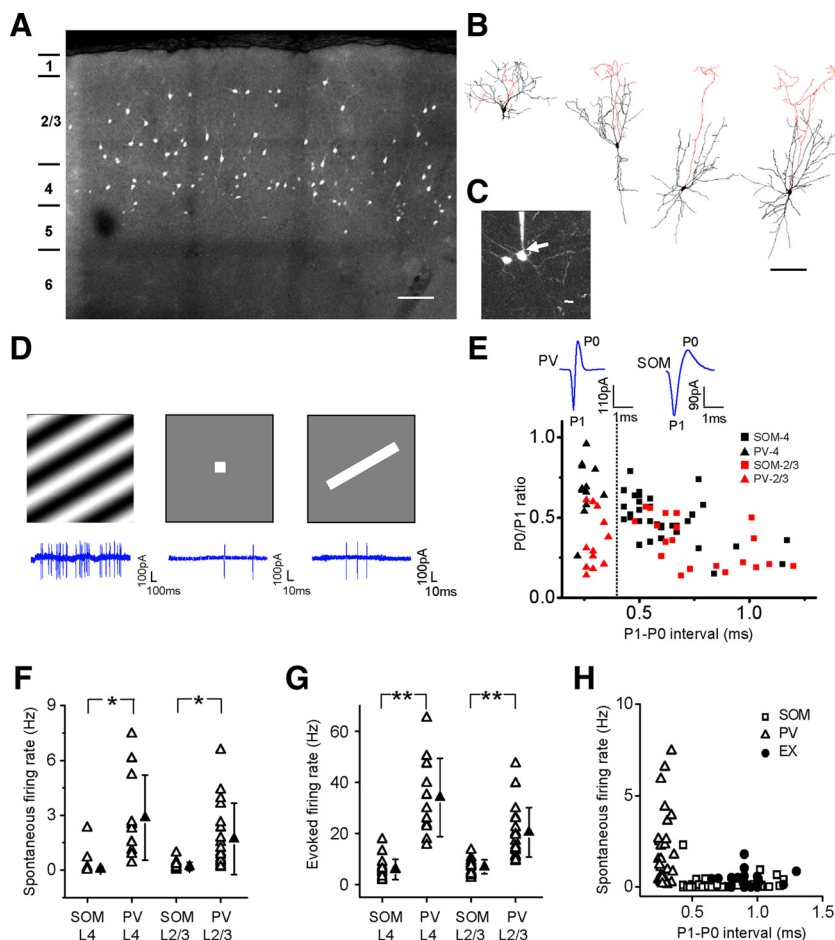 A
1
2/3
4
5
6
B
C
D
100pA
100ms
100pA
10ms
100pA
10ms
E
PV
P0
P1
110pA
1ms
SOM
P0
P1
90pA
1ms
SOM-4
PV-4
SOM-2/3
PV-2/3
P0/P1 ratio
1.0
0.5
0.0
0.5
1.0
P1-P0 interval (ms)
F
Spontaneous firing rate (Hz)
9
6
3
0
*
*
SOM PV SOM PV
L4 L4 L2/3 L2/3
G
Evoked firing rate (Hz)
60
40
20
0
**
**
SOM PV SOM PV
L4 L4 L2/3 L2/3
H
Spontaneous firing rate (Hz)
10
5
0
SOM
PV
EX
0.5 1.0 1.5
P1-P0 interval (ms)